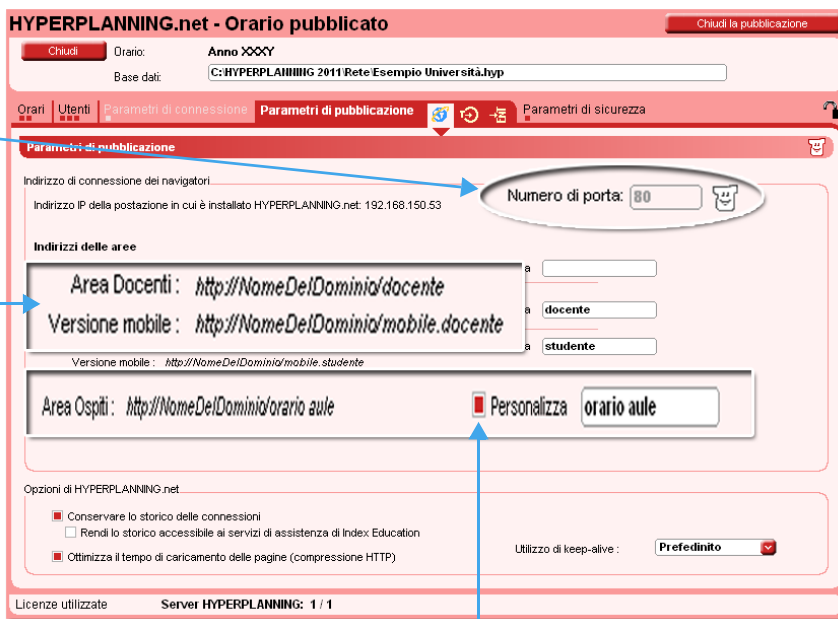 HYPERPLANNING.net - Orario pubblicato
Chiudi la pubblicazione
Chiudi
Orario: Anno XXXY
Base dati: C:\HYPERPLANNING 2011\Rete\Esempio Università.hyp
Orari Utenti Parametri di connessione Parametri di pubblicazione Parametri di sicurezza
Parametri di pubblicazione
Indirizzo di connessione dei navigatori
Numero di porta: 80
Indirizzo IP della postazione in cui è installato HYPERPLANNING.net: 192.168.150.53
Indirizzi delle aree
a
Area Docenti : http://NomeDelDominio/docente
a docente
Versione mobile : http://NomeDelDominio/mobile.docente
a studente
Versione mobile : http://NomeDelDominio/mobile.studente
Area Ospiti : http://NomeDelDominio/orario aule Personalizza orario aule
Opzioni di HYPERPLANNING.net
Conservare lo storico delle connessioni
Rendi lo storico accessibile ai servizi di assistenza di Index Education
Ottimizza il tempo di caricamento delle pagine (compressione HTTP)
Utilizzo di keep-alive : Prefedinito
Licenze utilizzate Server HYPERPLANNING: 1 / 1